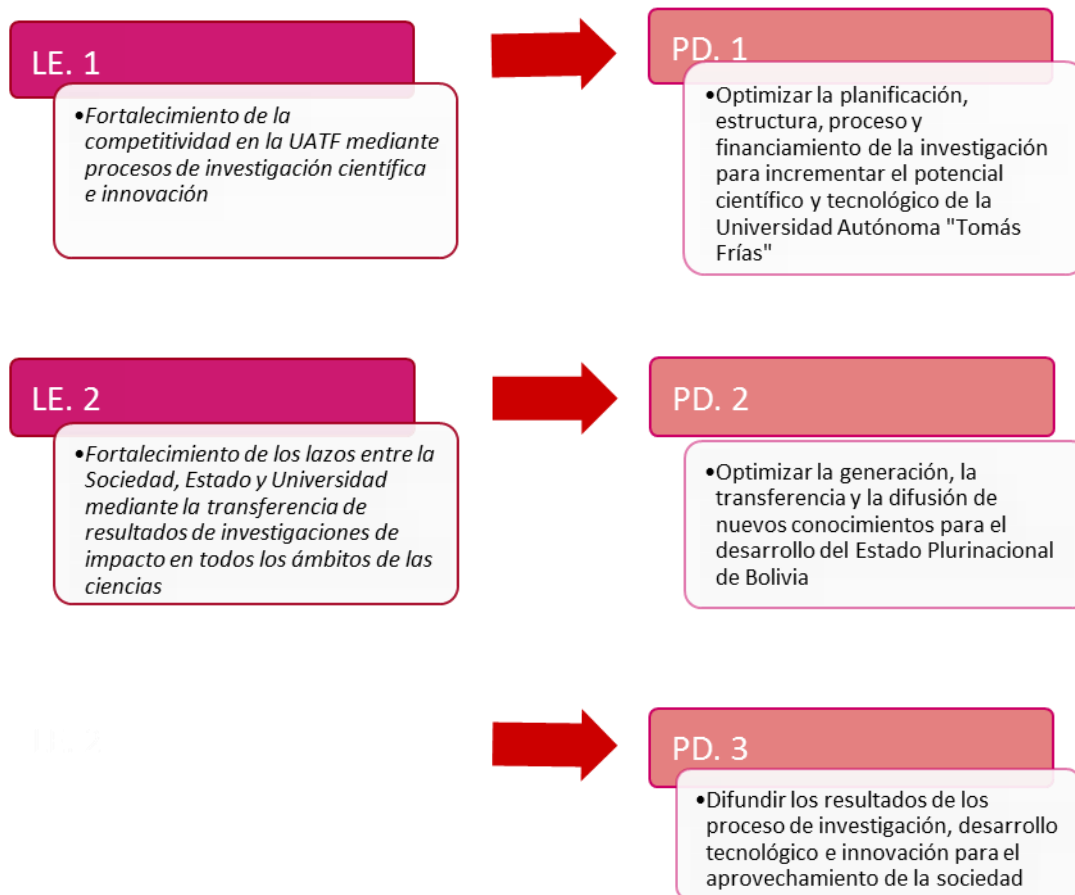 LE. 1
•Fortalecimiento de la
competitividad en la UATF mediante
procesos de investigación científica
e innovación
PD. 1
•Optimizar la planificación,
estructura, proceso y
financiamiento de la investigación
para incrementar el potencial
científico y tecnológico de la
Universidad Autónoma "Tomás
Frías"
LE. 2
•Fortalecimiento de los lazos entre la
Sociedad, Estado y Universidad
mediante la transferencia de
resultados de investigaciones de
impacto en todos los ámbitos de las
ciencias
PD. 2
•Optimizar la generación, la
transferencia y la difusión de
nuevos conocimientos para el
desarrollo del Estado Plurinacional
de Bolivia
PD. 3
•Difundir los resultados de los
proceso de investigación, desarrollo
tecnológico e innovación para el
aprovechamiento de la sociedad